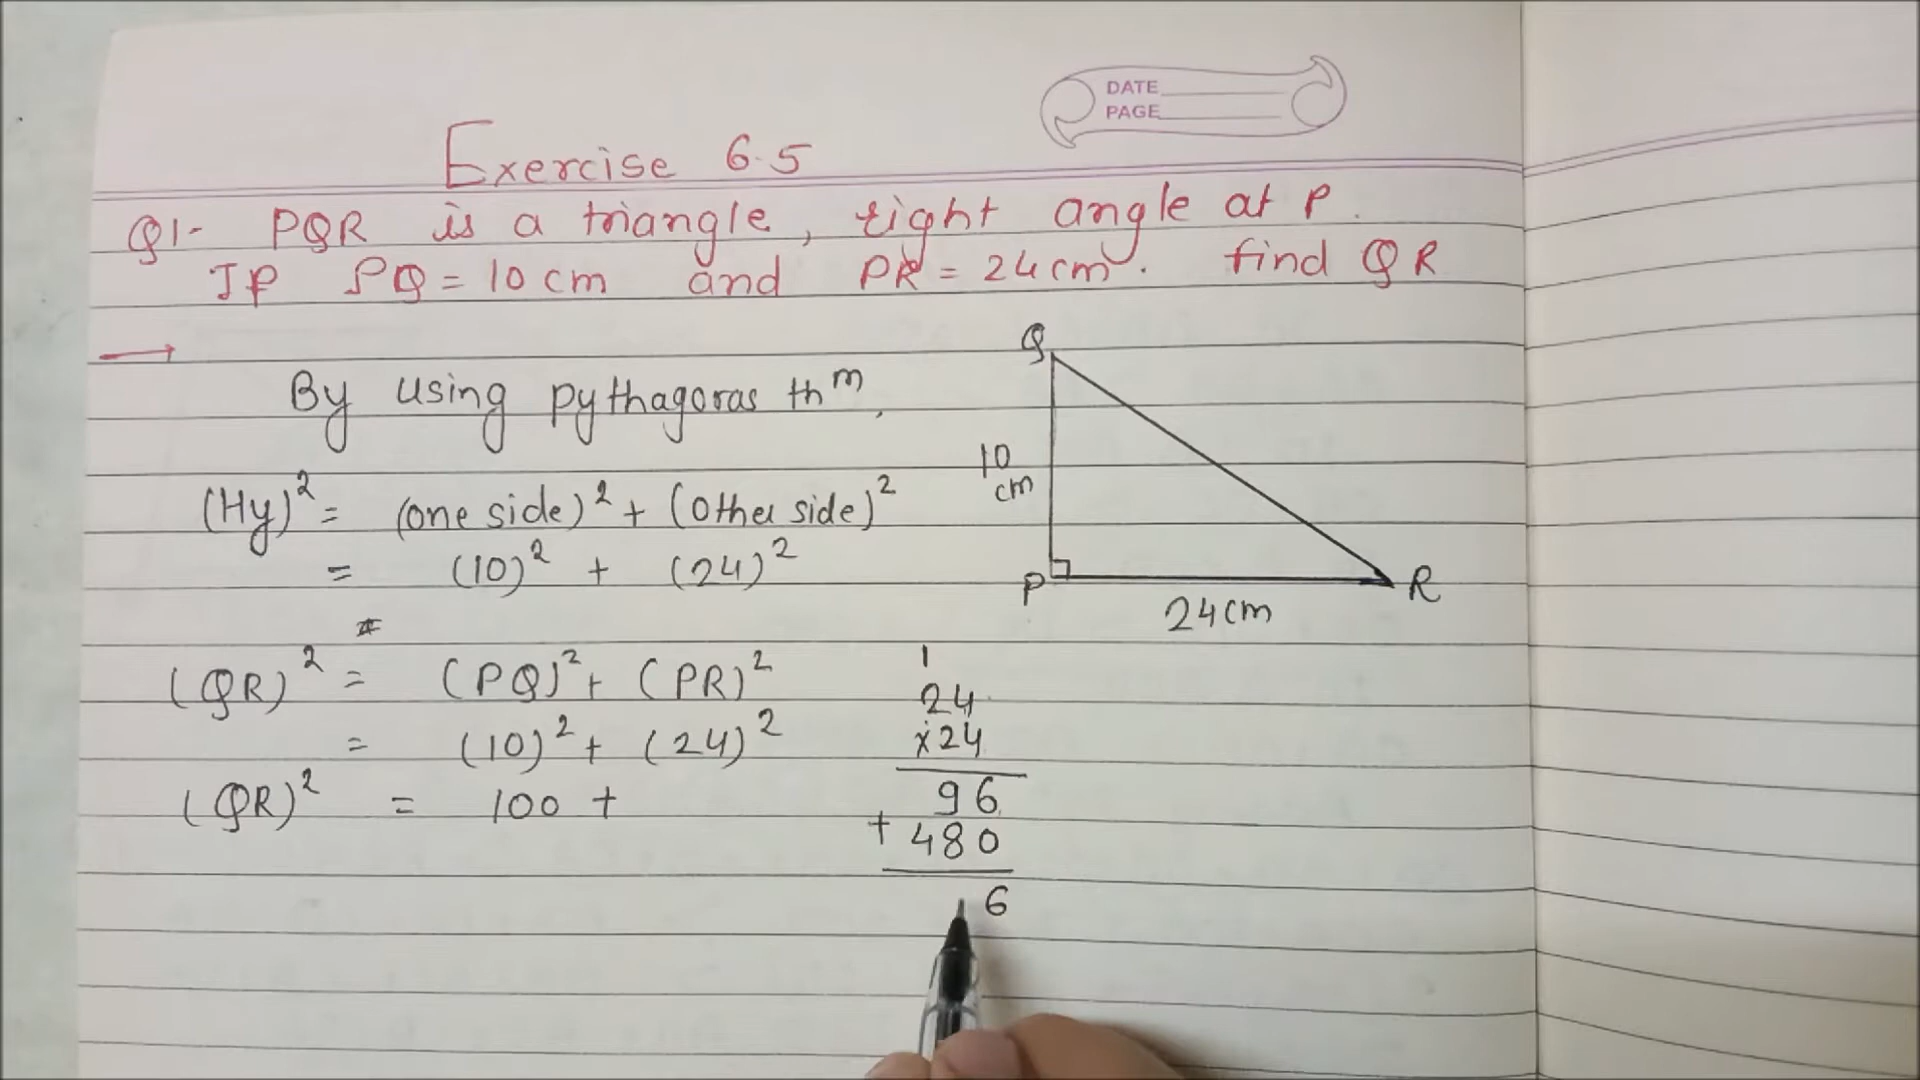 DATE
PAGE
Exercise 6.5
Q1- PQR is a triangle, right angle at P.
If PQ = 10 cm and PR = 24 cm. find QR
By using pythagoras thm,
(Hy)² = (one side)² + (Other side)²
= (10)² + (24)²
(QR)² = (PQ)² + (PR)²
= (10)² + (24)²
(QR)² = 100 +
Q
10
cm
P
R
24cm
1
24
x24
96
+ 480
6